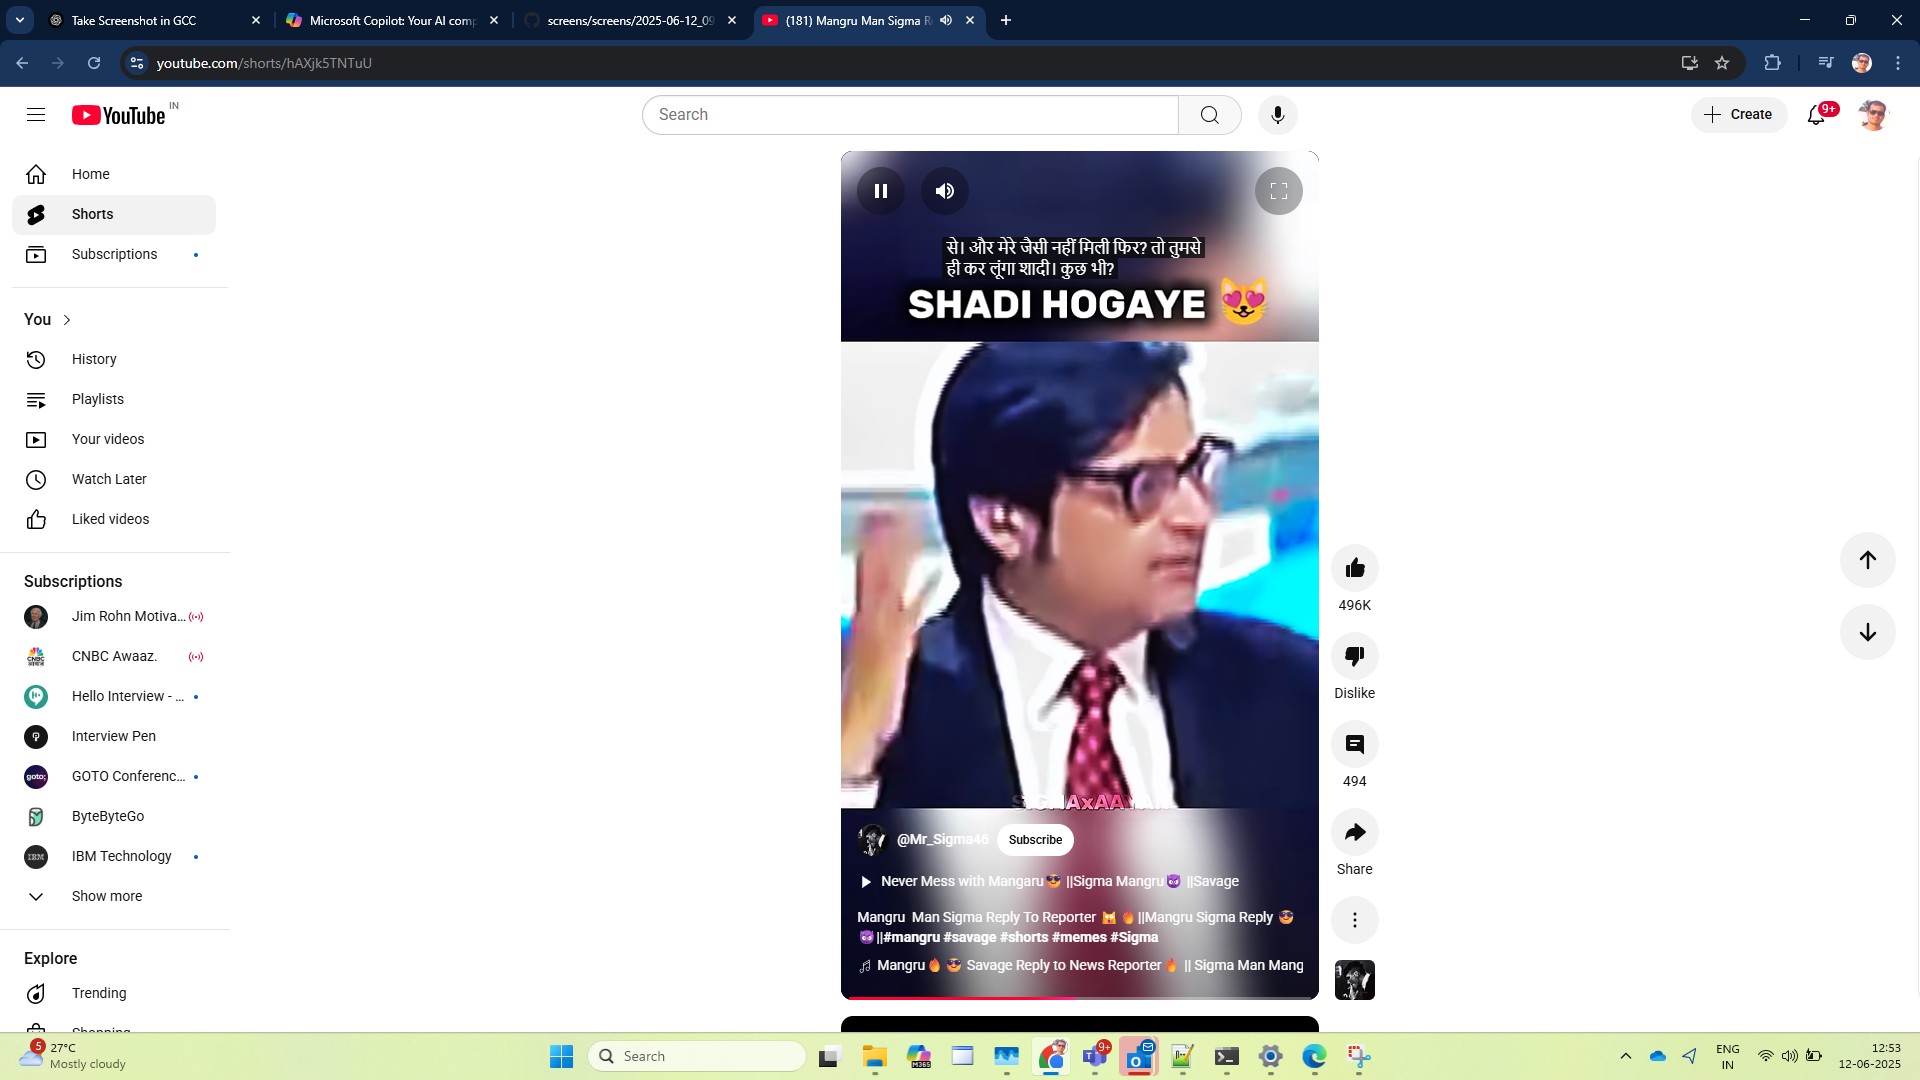 Take Screenshot in GCC
Microsoft Copilot: Your AI comp
screens/screens/2025-06-12_09
(181) Mangru Man Sigma R
youtube.com/shorts/hAXjk5TNTuU
YouTube IN
Search
Create
9+
Home
Shorts
Subscriptions
You
History
Playlists
Your videos
Watch Later
Liked videos
Subscriptions
Jim Rohn Motiva...
CNBC Awaaz.
Hello Interview - ...
Interview Pen
GOTO Conferenc...
ByteByteGo
IBM Technology
Show more
Explore
Trending
Shopping
से। और मेरे जैसी नहीं मिली फिर? तो तुमसे
ही कर लूंगा शादी। कुछ भी?
SHADI HOGAYE 😻
@Mr_Sigma46
Subscribe
Never Mess with Mangaru😎 ||Sigma Mangru😈 ||Savage
Mangru Man Sigma Reply To Reporter 🙀🔥||Mangru Sigma Reply 😎
😈||#mangru #savage #shorts #memes #Sigma
Mangru🔥 😎 Savage Reply to News Reporter🔥 || Sigma Man Mang
496K
Dislike
494
Share
5
27°C
Mostly cloudy
Search
M365
9+
ENG
IN
12:53
12-06-2025